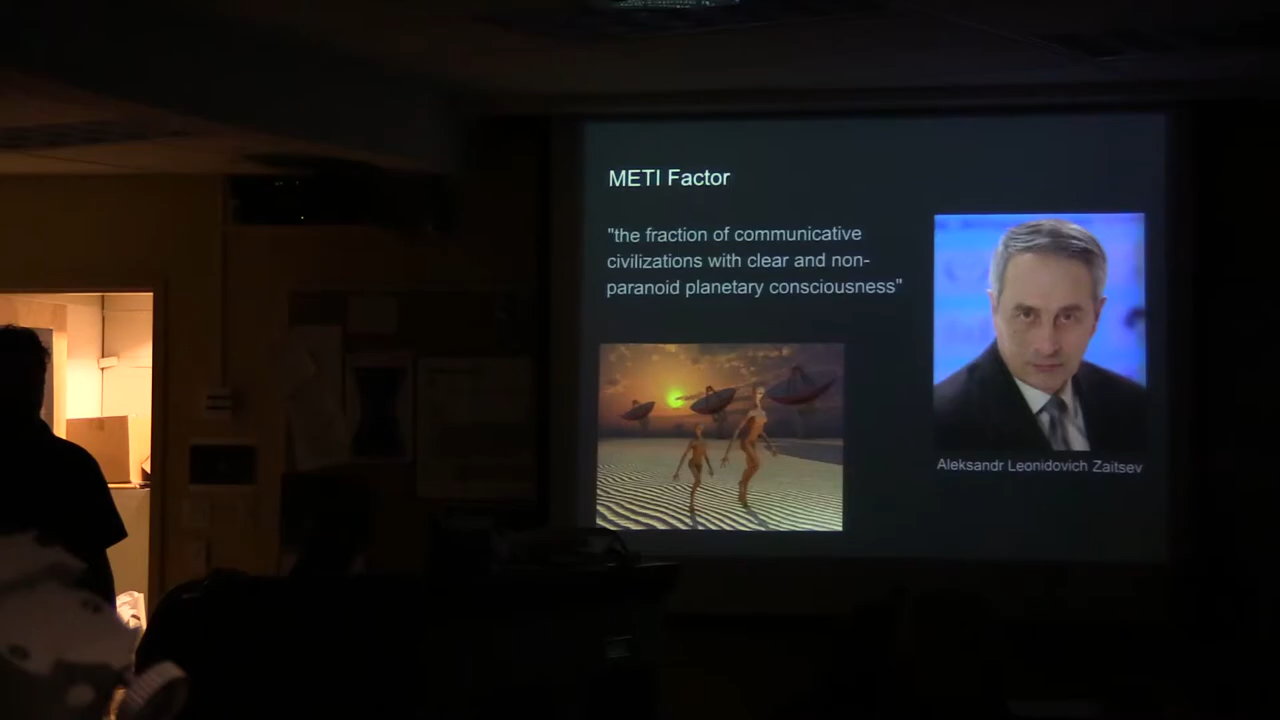 METI Factor
"the fraction of communicative
civilizations with clear and non-
paranoid planetary consciousness"
Aleksandr Leonidovich Zaitsev